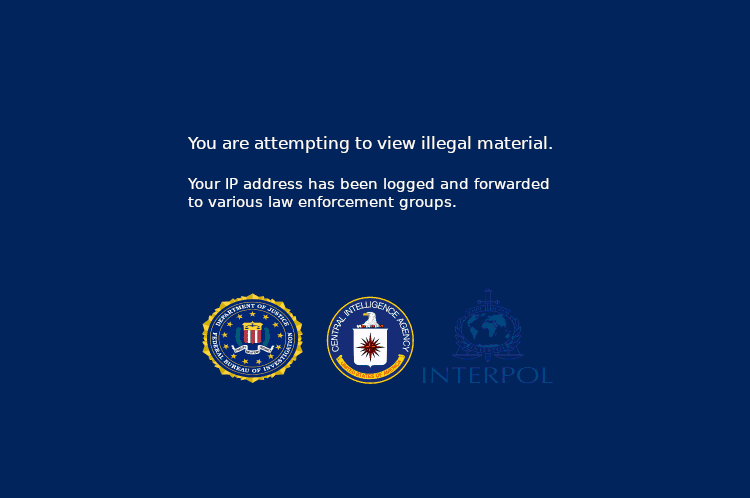 You are attempting to view illegal material.
Your IP address has been logged and forwarded
to various law enforcement groups.
DEPARTMENT OF JUSTICE
FEDERAL BUREAU OF INVESTIGATION
CENTRAL INTELLIGENCE AGENCY
UNITED STATES OF AMERICA
INTERPOL